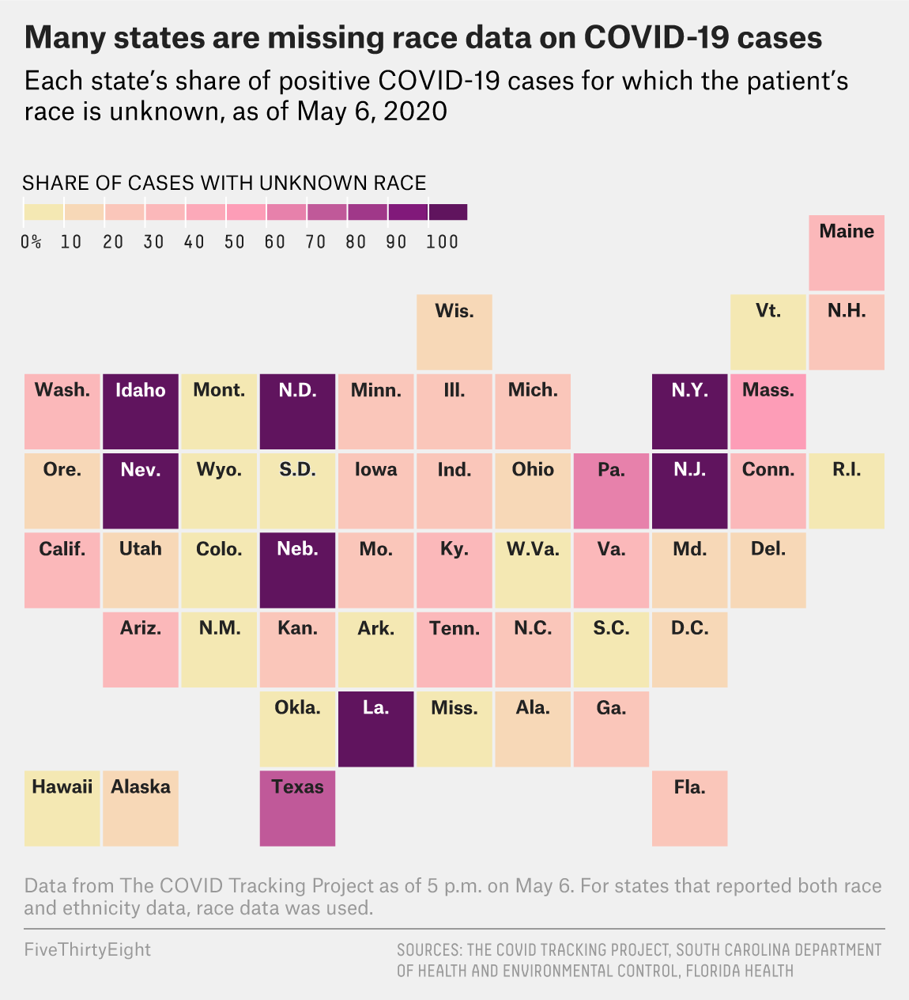 Many states are missing race data on COVID-19 cases
Each state’s share of positive COVID-19 cases for which the patient’s
race is unknown, as of May 6, 2020
SHARE OF CASES WITH UNKNOWN RACE
0% 10 20 30 40 50 60 70 80 90 100
Maine
Wis. Vt. N.H.
Wash. Idaho Mont. N.D. Minn. Ill. Mich. N.Y. Mass.
Ore. Nev. Wyo. S.D. Iowa Ind. Ohio Pa. N.J. Conn. R.I.
Calif. Utah Colo. Neb. Mo. Ky. W.Va. Va. Md. Del.
Ariz. N.M. Kan. Ark. Tenn. N.C. S.C. D.C.
Okla. La. Miss. Ala. Ga.
Hawaii Alaska Texas Fla.
Data from The COVID Tracking Project as of 5 p.m. on May 6. For states that reported both race
and ethnicity data, race data was used.
FiveThirtyEight
SOURCES: THE COVID TRACKING PROJECT, SOUTH CAROLINA DEPARTMENT
OF HEALTH AND ENVIRONMENTAL CONTROL, FLORIDA HEALTH